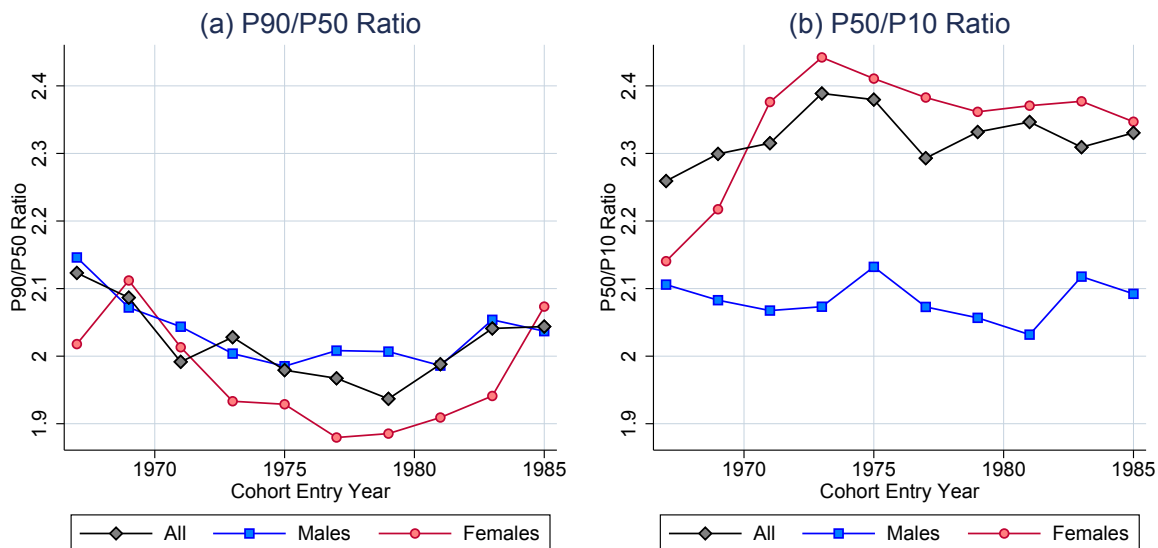 (a) P90/P50 Ratio
P90/P50 Ratio
2.4
2.3
2.2
2.1
2
1.9
1970 1975 1980 1985
Cohort Entry Year
All Males Females
(b) P50/P10 Ratio
P50/P10 Ratio
2.4
2.3
2.2
2.1
2
1.9
1970 1975 1980 1985
Cohort Entry Year
All Males Females